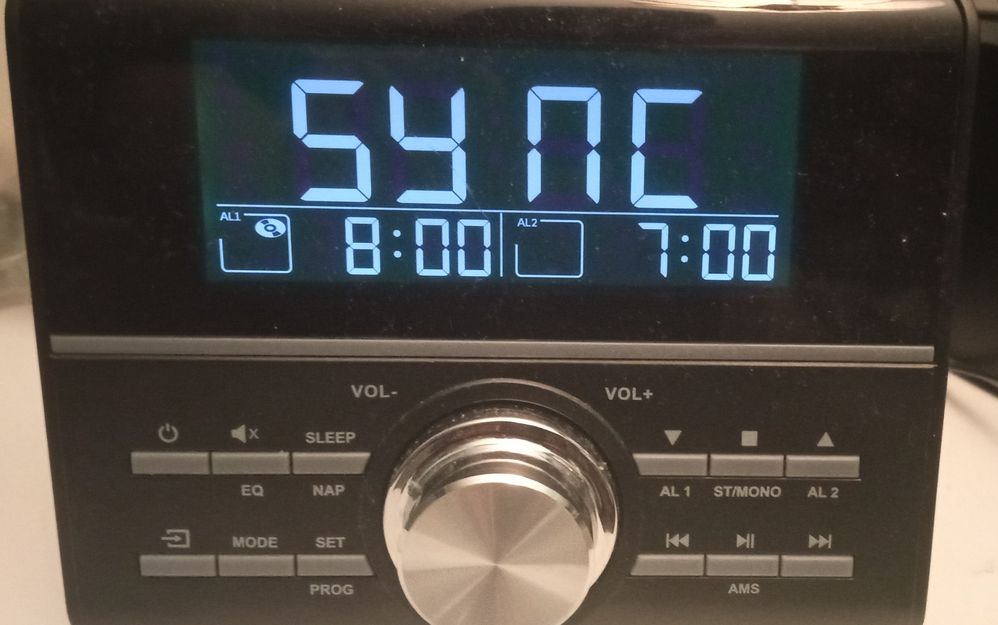 SYNC
AL1 8:00 AL2 7:00
VOL- VOL+
SLEEP
EQ NAP AL 1 ST/MONO AL 2
MODE SET
PROG AMS